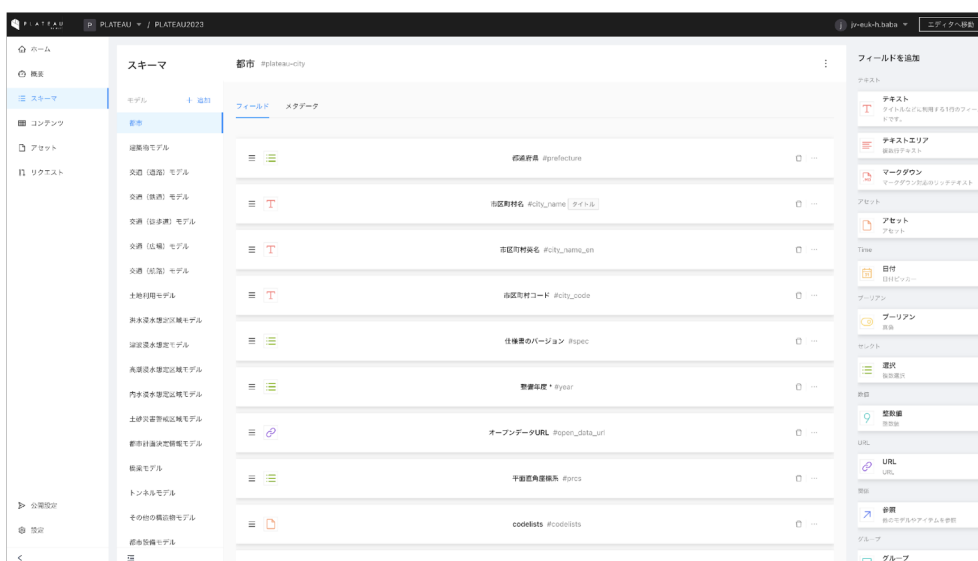 PLATEAU
P PLATEAU / PLATEAU2023
j jv-euk-h.baba
エディタへ移動
ホーム
概要
スキーマ
コンテンツ
アセット
リクエスト
公開設定
設定
スキーマ
モデル
+ 追加
都市
建築物モデル
交通（道路）モデル
交通（鉄道）モデル
交通（徒歩道）モデル
交通（広場）モデル
交通（航路）モデル
土地利用モデル
洪水浸水想定区域モデル
津波浸水想定モデル
高潮浸水想定区域モデル
内水浸水想定区域モデル
土砂災害警戒区域モデル
都市計画決定情報モデル
橋梁モデル
トンネルモデル
その他の構造物モデル
都市設備モデル
都市 #plateau-city
フィールド メタデータ
都道府県 #prefecture
市区町村名 #city_name タイトル
市区町村英名 #city_name_en
市区町村コード #city_code
仕様書のバージョン #spec
整備年度 * #year
オープンデータURL #open_data_url
平面直角座標系 #prcs
codelists #codelists
フィールドを追加
テキスト
テキスト
タイトルなどに利用する1行のフィー
ドです。
テキストエリア
複数行テキスト
マークダウン
マークダウン対応のリッチテキスト
アセット
アセット
アセット
Time
日付
日付ピッカー
ブーリアン
ブーリアン
真偽
セレクト
選択
複数選択
数値
整数値
整数値
URL
URL
URL
参照
他のモデルやアイテムを参照
グループ
グループ